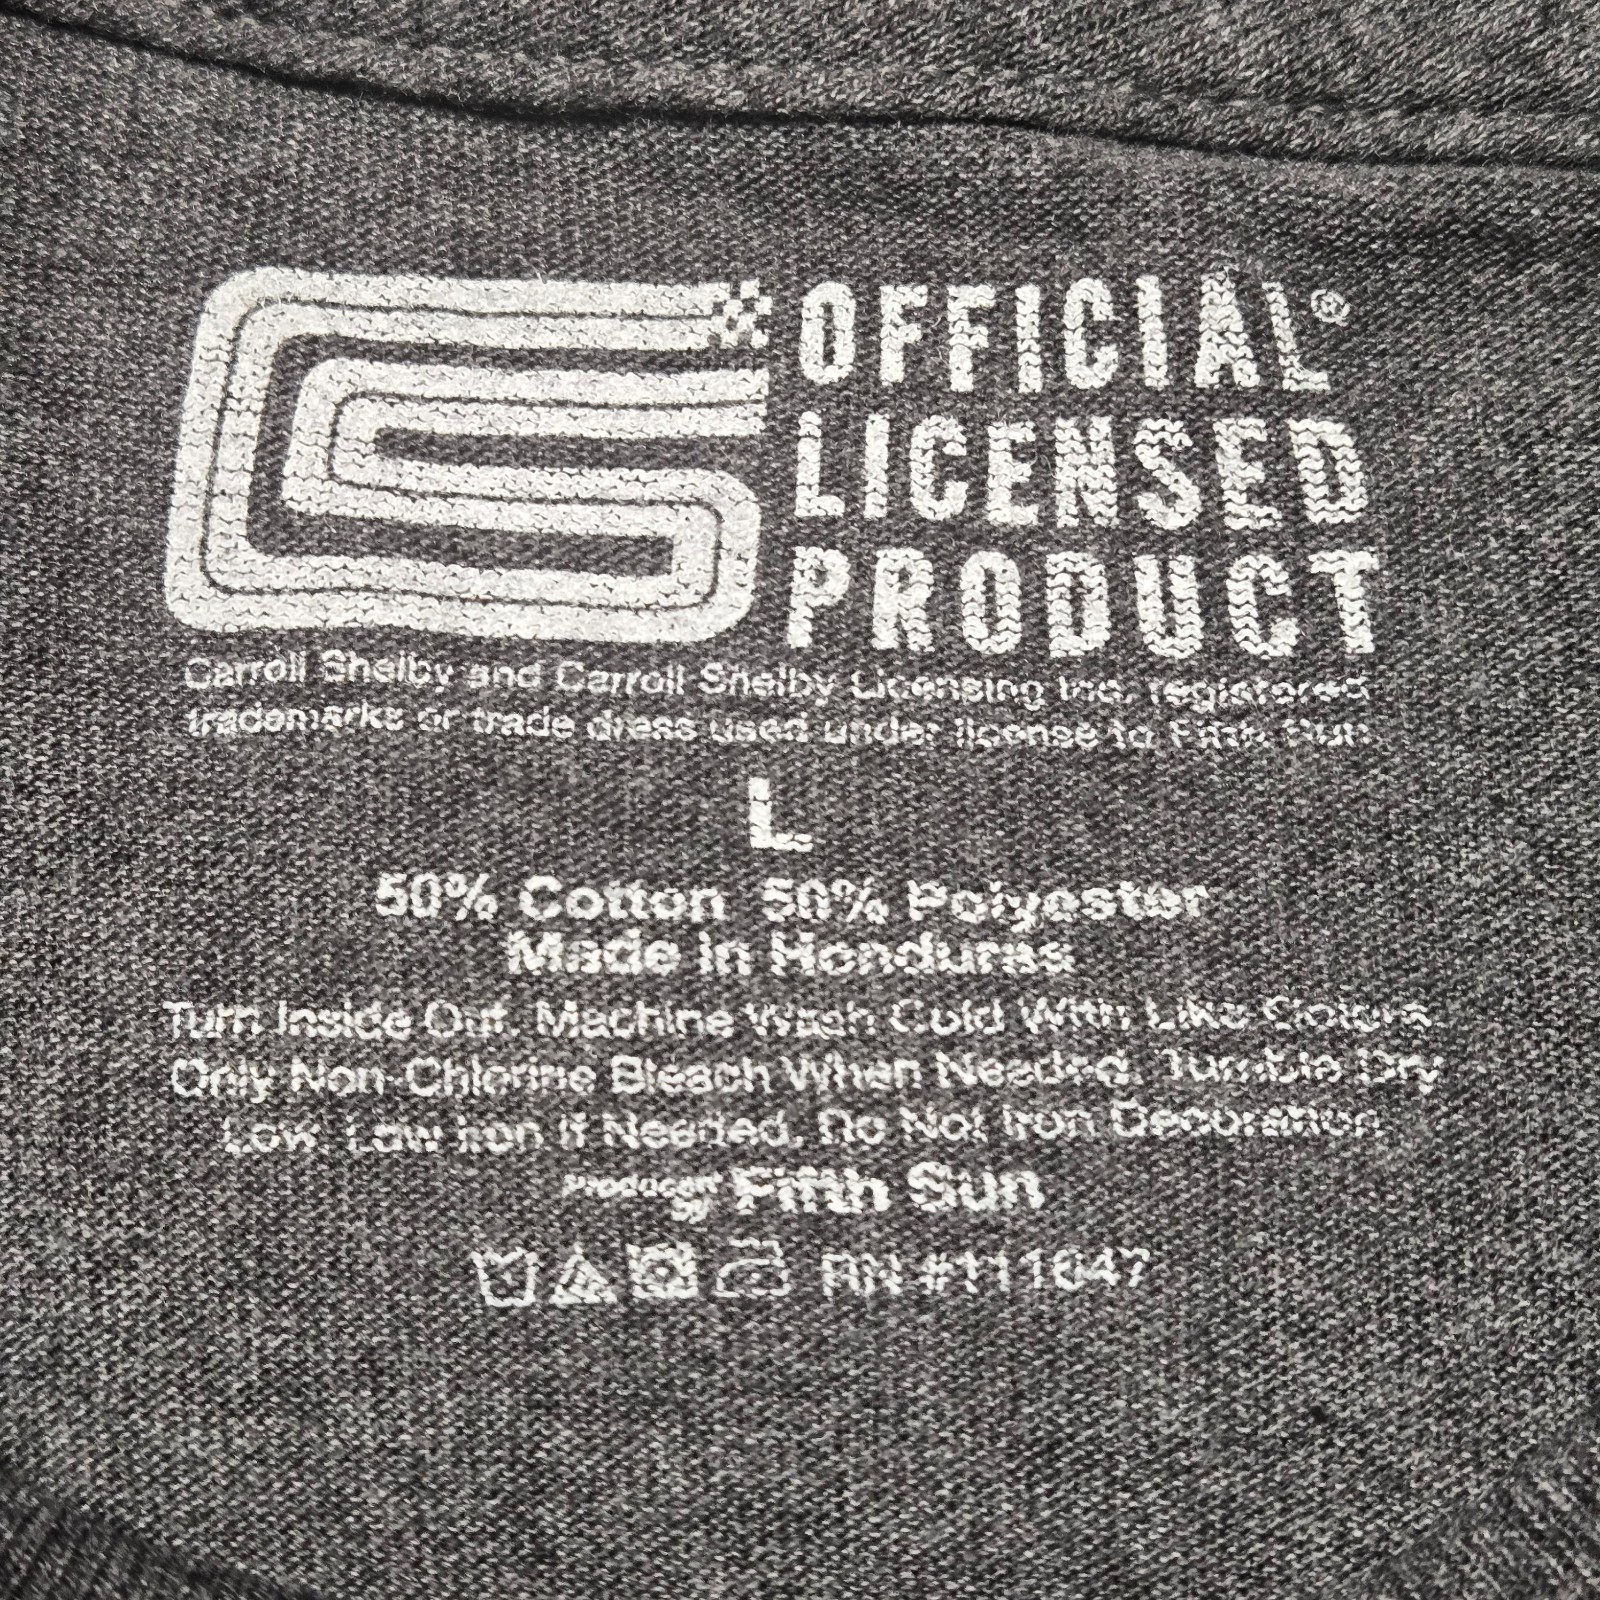 OFFICIAL®
LICENSED
PRODUCT
Carroll Shelby and Carroll Shelby Licensing Inc. registered
trademarks or trade dress used under license to Fifth Sun.
L
50% Cotton 50% Polyester
Made in Honduras
Turn Inside Out. Machine Wash Cold With Like Colors.
Only Non-Chlorine Bleach When Needed. Tumble Dry
Low. Low Iron If Needed. Do Not Iron Decoration.
Produced by Fifth Sun
RN #111647